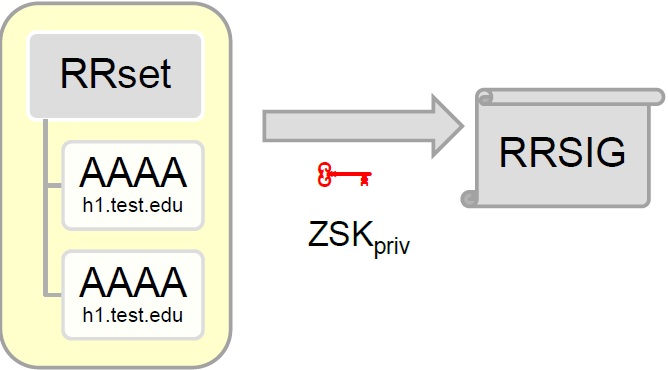 RRset
AAAA
h1.test.edu
AAAA
h1.test.edu
ZSKpriv
RRSIG